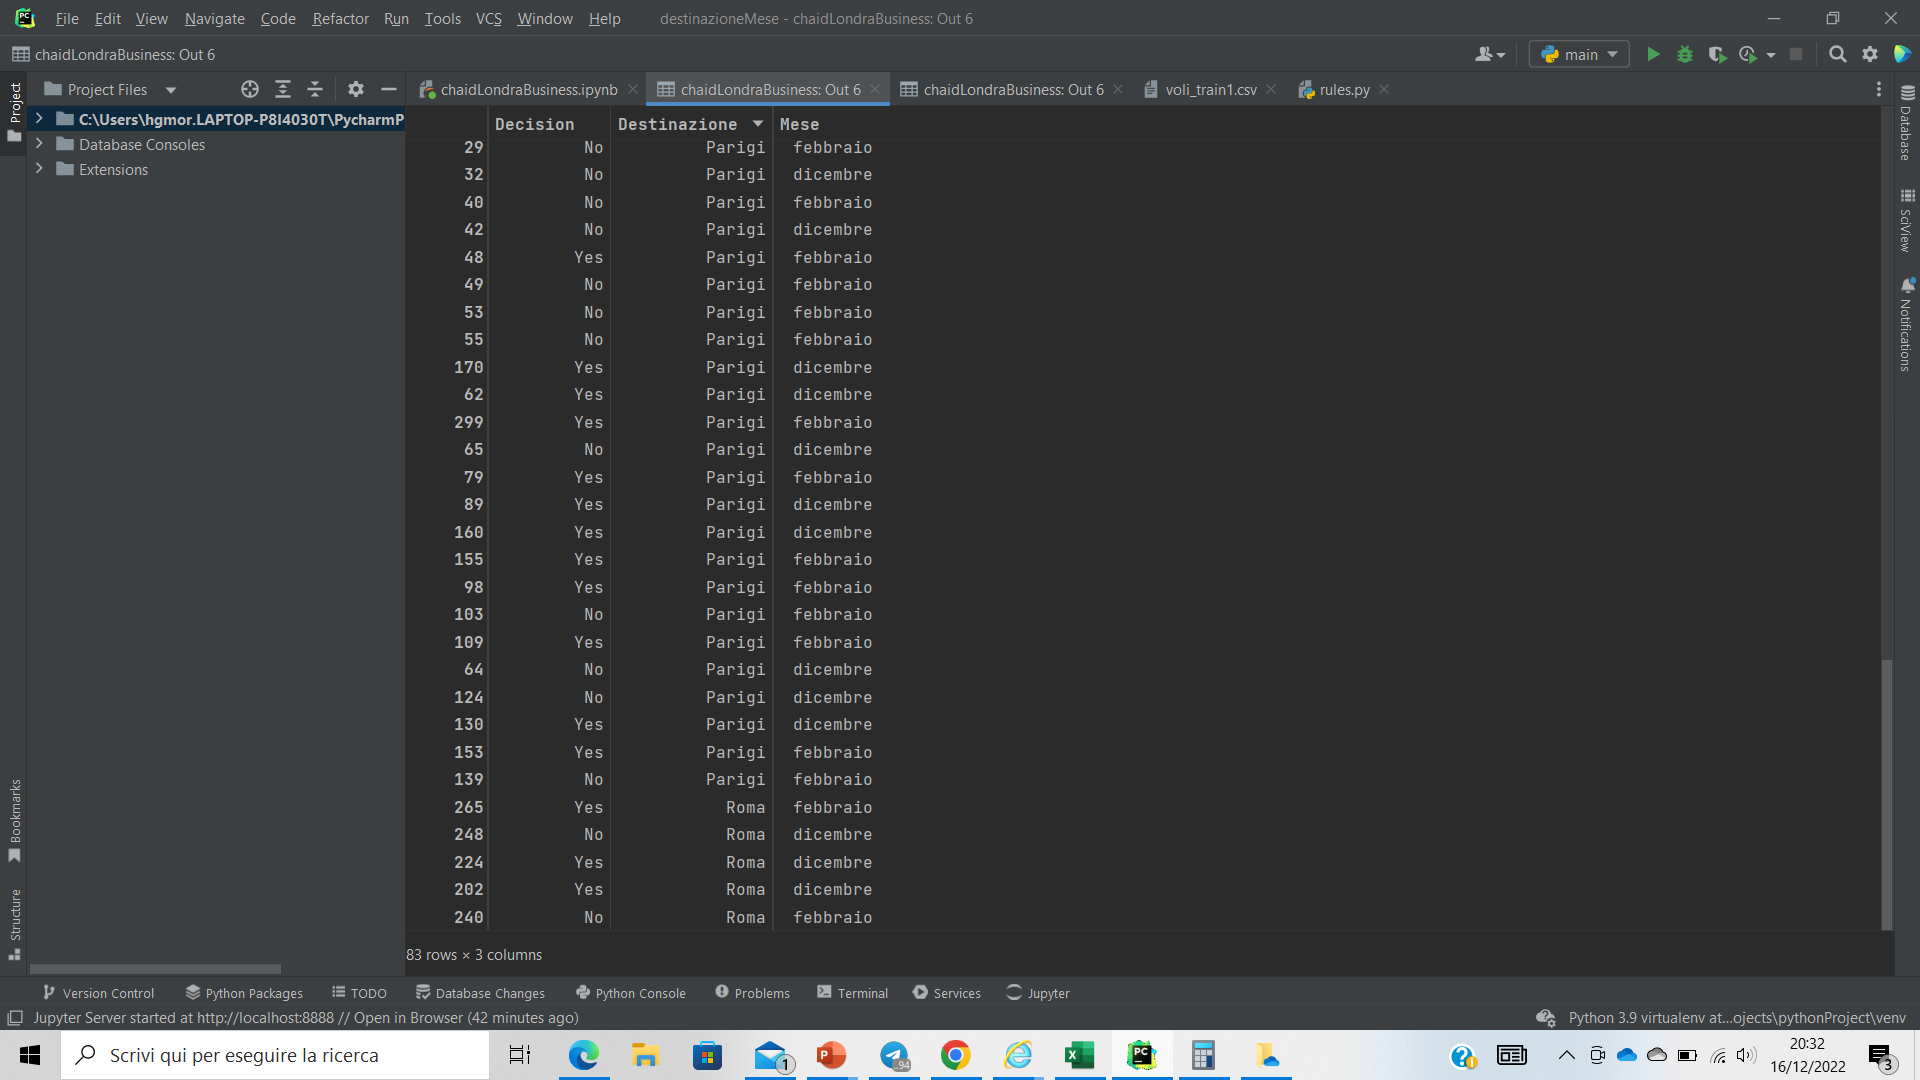 File Edit View Navigate Code Refactor Run Tools VCS Window Help destinazioneMese - chaidLondraBusiness: Out 6
chaidLondraBusiness: Out 6 main
Project Files
chaidLondraBusiness.ipynb chaidLondraBusiness: Out 6 chaidLondraBusiness: Out 6 voli_train1.csv rules.py
Project
C:\Users\hgmor.LAPTOP-P8I4030T\PycharmP
Database Consoles
Extensions
Decision Destinazione Mese
29 No Parigi febbraio
32 No Parigi dicembre
40 No Parigi febbraio
42 No Parigi dicembre
48 Yes Parigi febbraio
49 No Parigi febbraio
53 No Parigi febbraio
55 No Parigi febbraio
170 Yes Parigi dicembre
62 Yes Parigi dicembre
299 Yes Parigi febbraio
65 No Parigi dicembre
79 Yes Parigi febbraio
89 Yes Parigi dicembre
160 Yes Parigi dicembre
155 Yes Parigi febbraio
98 Yes Parigi febbraio
103 No Parigi febbraio
109 Yes Parigi febbraio
64 No Parigi dicembre
124 No Parigi dicembre
130 Yes Parigi dicembre
153 Yes Parigi febbraio
139 No Parigi febbraio
265 Yes Roma febbraio
248 No Roma dicembre
224 Yes Roma dicembre
202 Yes Roma dicembre
240 No Roma febbraio
83 rows × 3 columns
Database
SciView
Notifications
Bookmarks
Structure
Version Control Python Packages TODO Database Changes Python Console Problems Terminal Services Jupyter
Jupyter Server started at http://localhost:8888 // Open in Browser (42 minutes ago) Python 3.9 virtualenv at...ojects\pythonProject\venv
Scrivi qui per eseguire la ricerca
1
..94
20:32
16/12/2022
3